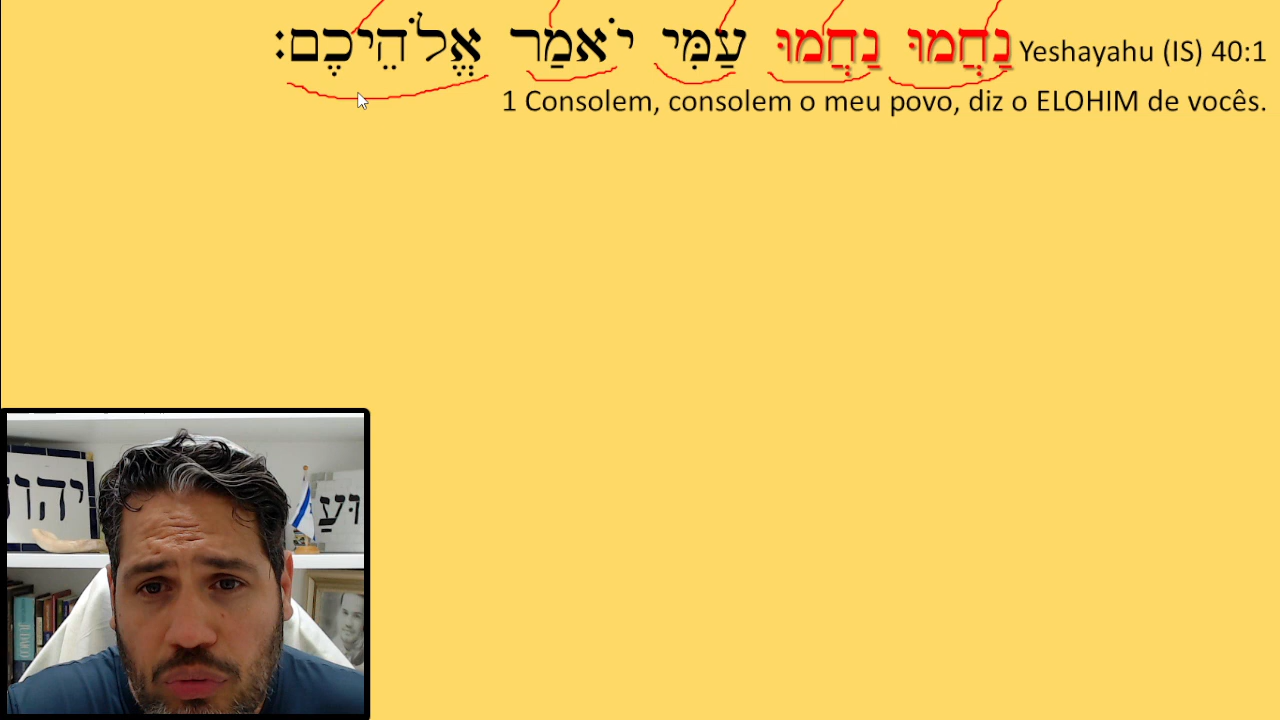 Yeshayahu (IS) 40:1 נַחֲמוּ נַחֲמוּ עַמִּי יֹאמַר אֱלֹהֵיכֶם׃
1 Consolem, consolem o meu povo, diz o ELOHIM de vocês.